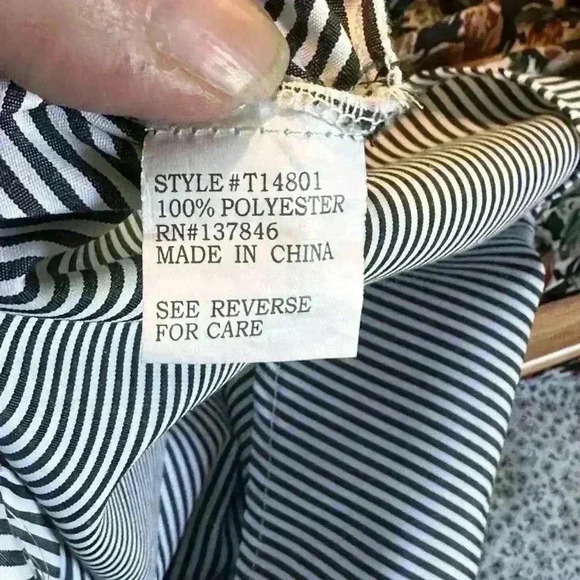 STYLE #T14801
100% POLYESTER
RN#137846
MADE IN CHINA
SEE REVERSE
FOR CARE